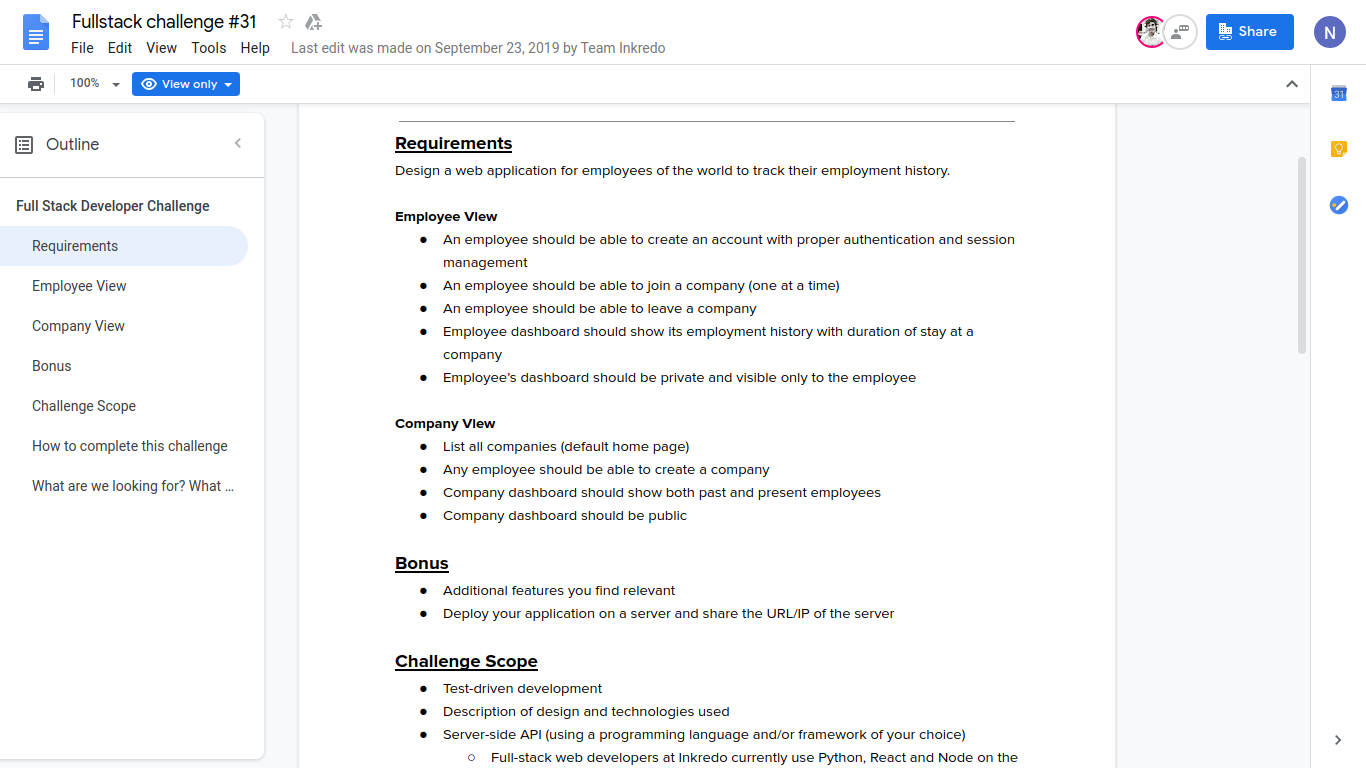 Fullstack challenge #31
File Edit View Tools Help Last edit was made on September 23, 2019 by Team Inkredo
Share
N
100%
View only
31
Outline
Full Stack Developer Challenge
Requirements
Employee View
Company View
Bonus
Challenge Scope
How to complete this challenge
What are we looking for? What ...
Requirements
Design a web application for employees of the world to track their employment history.
Employee View
● An employee should be able to create an account with proper authentication and session
management
● An employee should be able to join a company (one at a time)
● An employee should be able to leave a company
● Employee dashboard should show its employment history with duration of stay at a
company
● Employee’s dashboard should be private and visible only to the employee
Company View
● List all companies (default home page)
● Any employee should be able to create a company
● Company dashboard should show both past and present employees
● Company dashboard should be public
Bonus
● Additional features you find relevant
● Deploy your application on a server and share the URL/IP of the server
Challenge Scope
● Test-driven development
● Description of design and technologies used
● Server-side API (using a programming language and/or framework of your choice)
○ Full-stack web developers at Inkredo currently use Python, React and Node on the